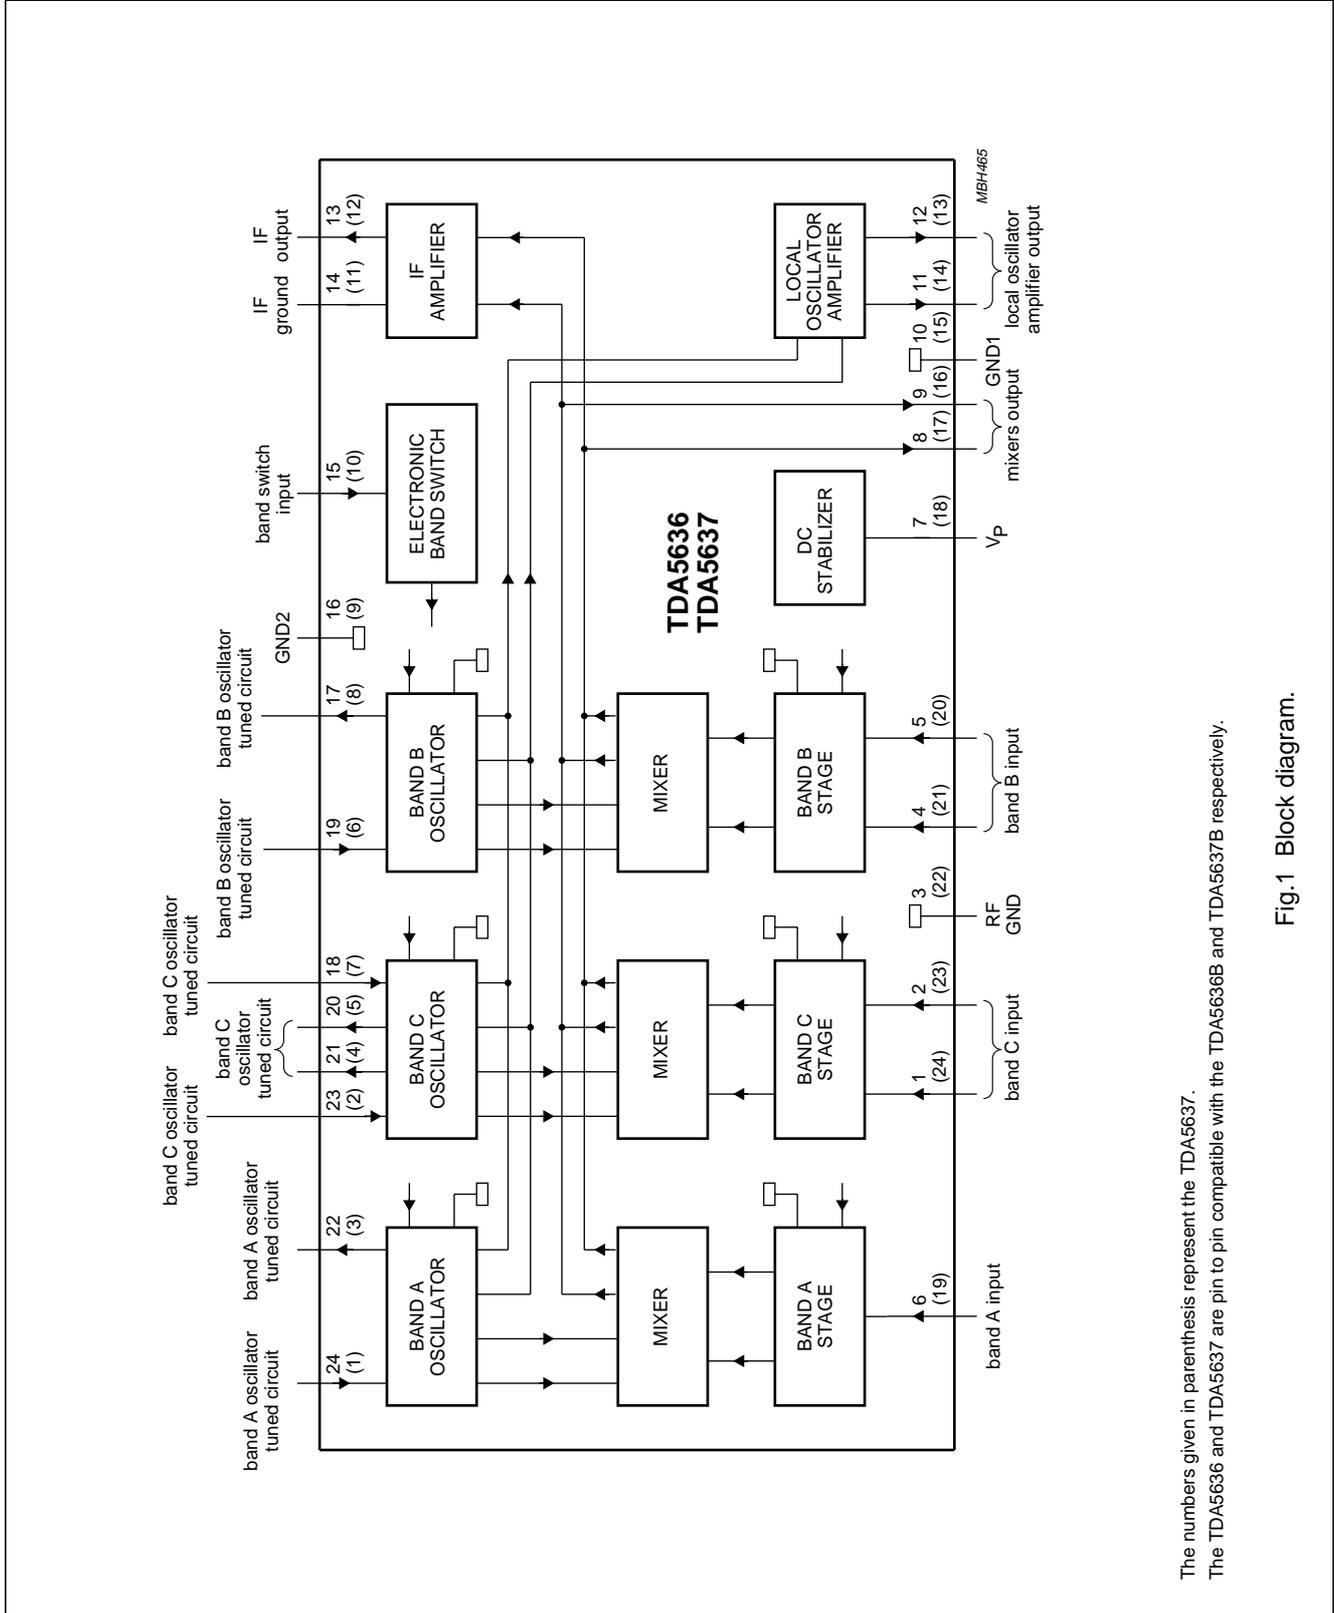 band A oscillator
tuned circuit
24
(1)
band A oscillator
tuned circuit
22
(3)
band C oscillator
tuned circuit
23
(2)
band C
oscillator
tuned circuit
21
(4)
20
(5)
band C oscillator
tuned circuit
18
(7)
band B oscillator
tuned circuit
19
(6)
band B oscillator
tuned circuit
17
(8)
GND2
16
(9)
band switch
input
15
(10)
IF
ground
14
(11)
IF
output
13
(12)
BAND A
OSCILLATOR
BAND C
OSCILLATOR
BAND B
OSCILLATOR
ELECTRONIC
BAND SWITCH
IF
AMPLIFIER
MIXER
MIXER
MIXER
TDA5636
TDA5637
BAND A
STAGE
BAND C
STAGE
BAND B
STAGE
DC
STABILIZER
LOCAL
OSCILLATOR
AMPLIFIER
6
(19)
band A input
1
(24)
2
(23)
band C input
3
(22)
RF
GND
4
(21)
5
(20)
band B input
7
(18)
VP
8
(17)
9
(16)
mixers output
10
(15)
GND1
11
(14)
12
(13)
local oscillator
amplifier output
MBH465
The numbers given in parenthesis represent the TDA5637.
The TDA5636 and TDA5637 are pin to pin compatible with the TDA5636B and TDA5637B respectively.
Fig.1 Block diagram.